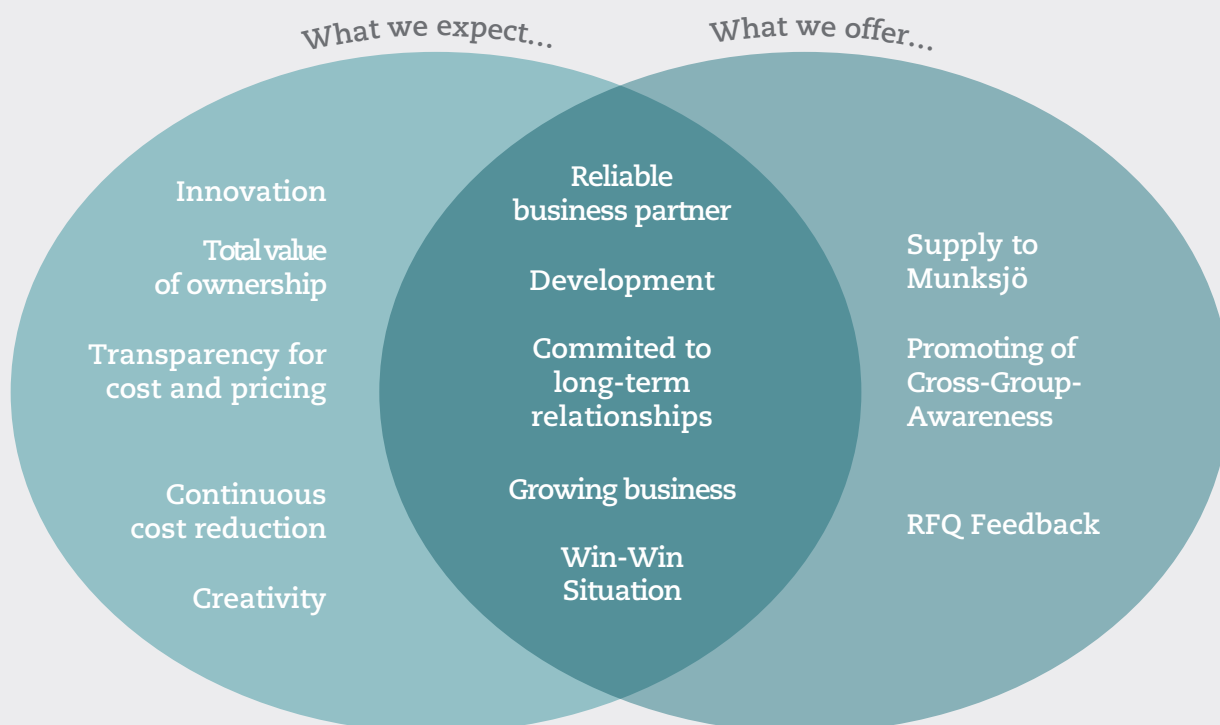 What we expect...
What we offer...
Innovation
Total value
of ownership
Transparency for
cost and pricing
Continuous
cost reduction
Creativity
Reliable
business partner
Development
Commited to
long-term
relationships
Growing business
Win-Win
Situation
Supply to
Munksjö
Promoting of
Cross-Group-
Awareness
RFQ Feedback